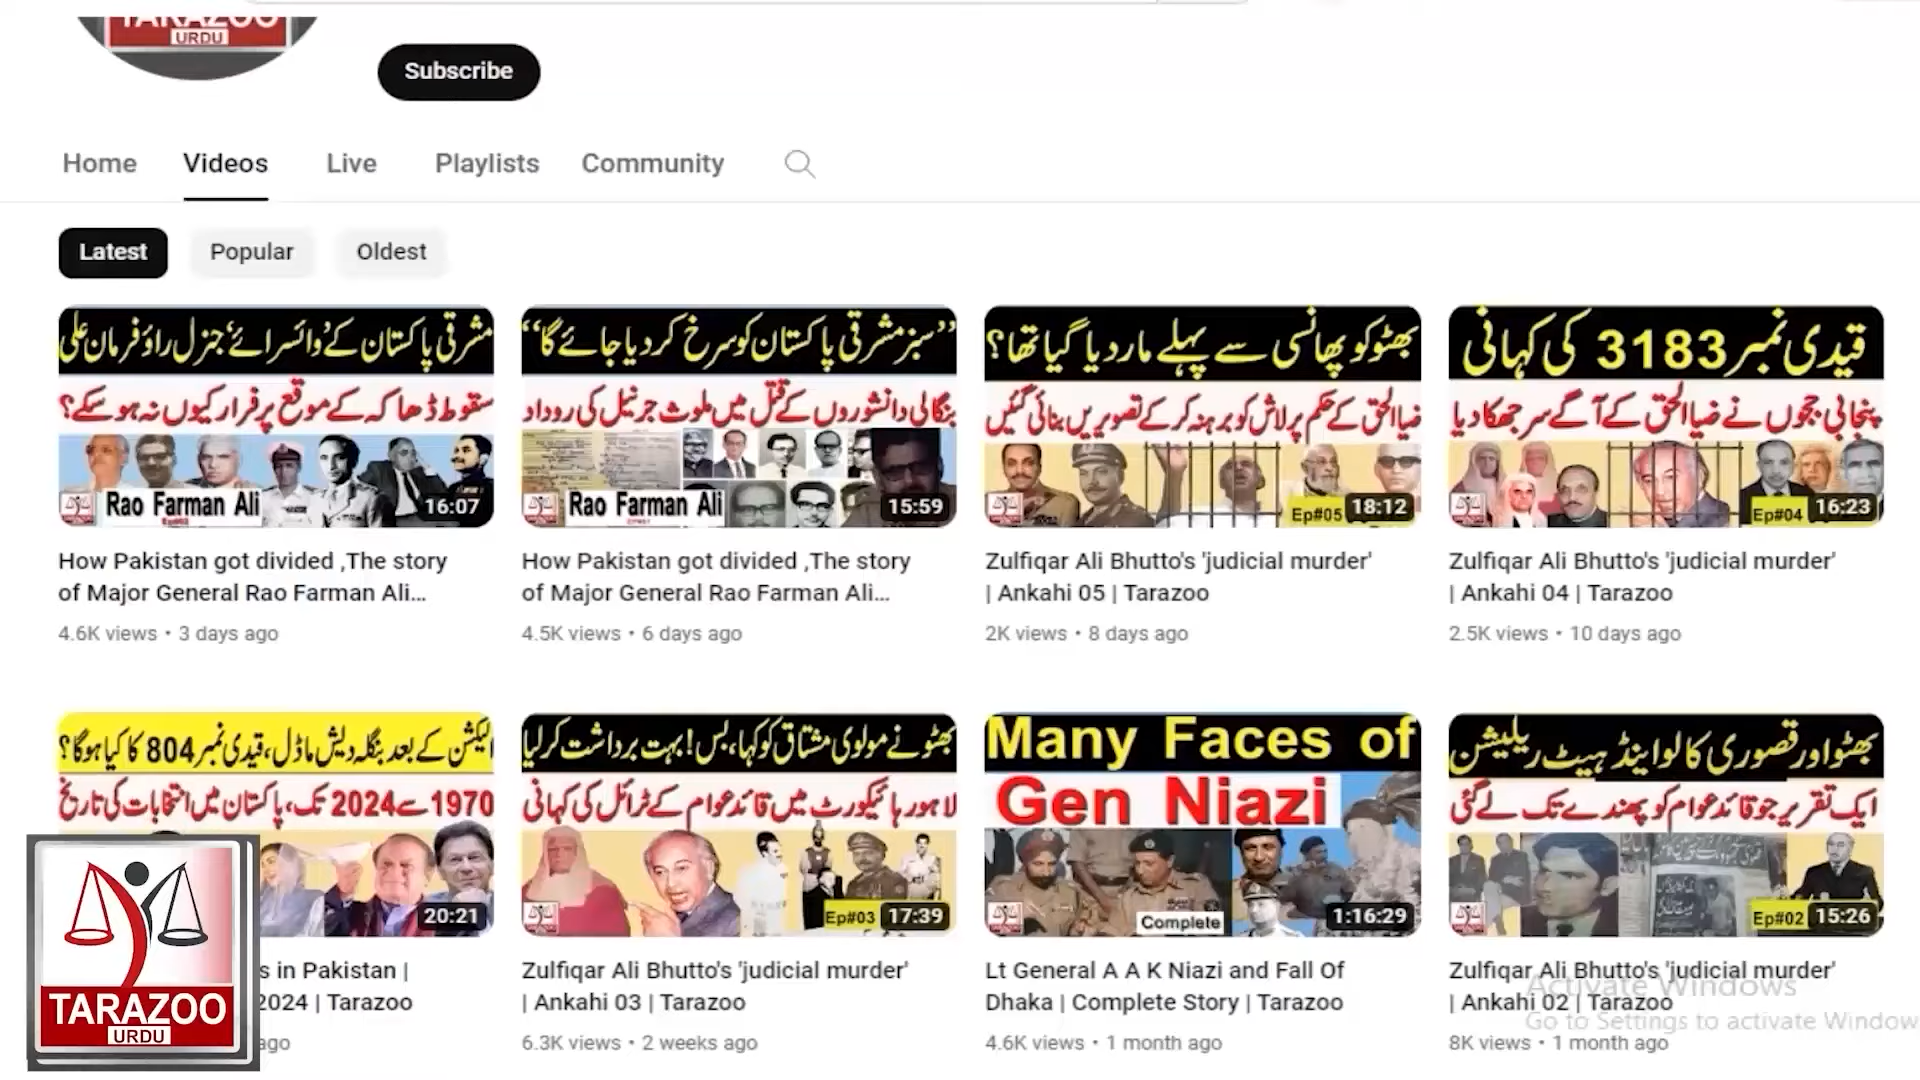 TARAZOO
URDU
Subscribe
Home Videos Live Playlists Community
Latest Popular Oldest
مشرقی پاکستان کے ’وائسرائے‘ جنرل راؤ فرمان علی
سقوط ڈھاکہ کے موقع پر فرار کیوں نہ ہو سکے؟
Rao Farman Ali
16:07
How Pakistan got divided ,The story
of Major General Rao Farman Ali...
4.6K views • 3 days ago
’’سبز مشرقی پاکستان کو سرخ کر دیا جائے گا‘‘
بنگالی دانشوروں کے قتل میں ملوث جرنیل کی روداد
Rao Farman Ali
15:59
How Pakistan got divided ,The story
of Major General Rao Farman Ali...
4.5K views • 6 days ago
بھٹو کو پھانسی سے پہلے مار دیا گیا تھا؟
ضیاالحق کے حکم پر لاش کو برہنہ کر کے تصویریں بنائی گئیں
Ep#05 18:12
Zulfiqar Ali Bhutto's 'judicial murder'
| Ankahi 05 | Tarazoo
2K views • 8 days ago
قیدی نمبر 3183 کی کہانی
پنجابی ججوں نے ضیاالحق کے آگے سر جھکا دیا
Ep#04 16:23
Zulfiqar Ali Bhutto's 'judicial murder'
| Ankahi 04 | Tarazoo
2.5K views • 10 days ago
الیکشن کے بعد بنگلہ دیش ماڈل، قیدی نمبر 804 کا کیا ہوگا؟
1970 سے 2024 تک، پاکستان میں انتخابات کی تاریخ
20:21
s in Pakistan |
2024 | Tarazoo
ago
بھٹو نے مولوی مشتاق کو کہا، بس! بہت برداشت کر لیا
لاہور ہائیکورٹ میں قائد عوام کے ٹرائل کی کہانی
Ep#03 17:39
Zulfiqar Ali Bhutto's 'judicial murder'
| Ankahi 03 | Tarazoo
6.3K views • 2 weeks ago
Many Faces of
Gen Niazi
Complete
1:16:29
Lt General A A K Niazi and Fall Of
Dhaka | Complete Story | Tarazoo
4.6K views • 1 month ago
بھٹو اور قصوری کا لو اینڈ ہیٹ ریلیشن
ایک تقریر جو قائد عوام کو پھندے تک لے گئی
Ep#02 15:26
Zulfiqar Ali Bhutto's 'judicial murder'
| Ankahi 02 | Tarazoo
8K views • 1 month ago
Activate Windows
Go to Settings to activate Window
TARAZOO
URDU